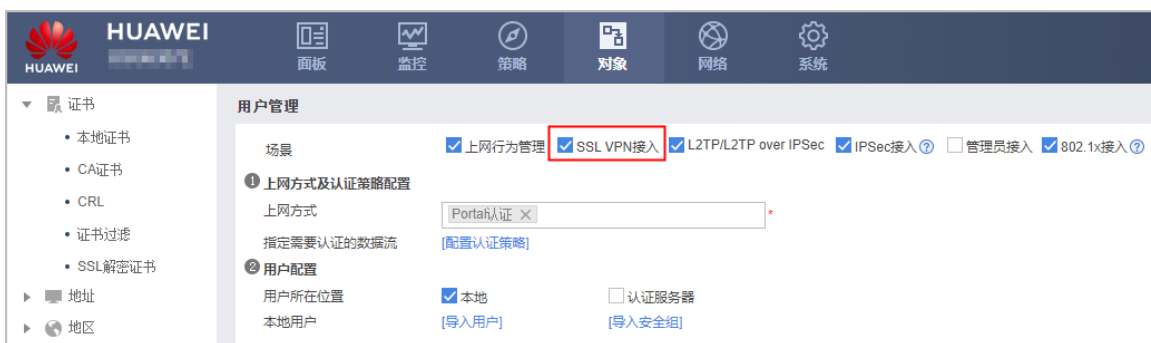 HUAWEI
HUAWEI
面板
监控
策略
对象
网络
系统
证书
本地证书
CA证书
CRL
证书过滤
SSL解密证书
地址
地区
用户管理
场景 上网行为管理 SSL VPN接入 L2TP/L2TP over IPSec IPSec接入 ? 管理员接入 802.1x接入 ?
1 上网方式及认证策略配置
上网方式 Portal认证 × *
指定需要认证的数据流 [配置认证策略]
2 用户配置
用户所在位置 本地 认证服务器
本地用户 [导入用户] [导入安全组]